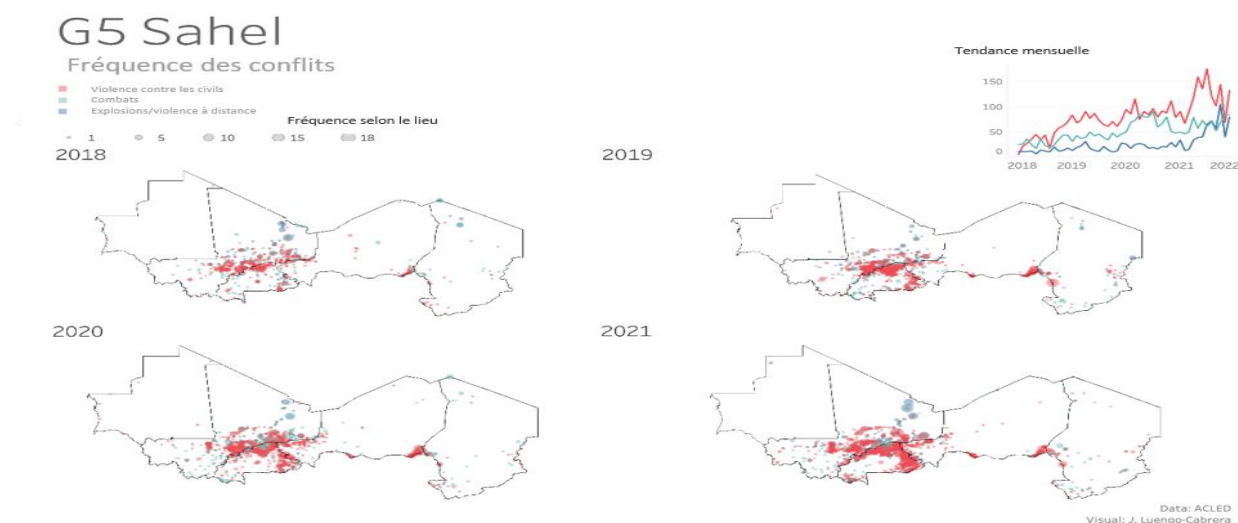 G5 Sahel
Fréquence des conflits
Violence contre les civils
Combats
Explosions/violence à distance
Fréquence selon le lieu
1 5 10 15 18
Tendance mensuelle
150
100
50
0
2018 2019 2020 2021 2022
2018
2019
2020
2021
Data: ACLED
Visual: J. Luengo-Cabrera